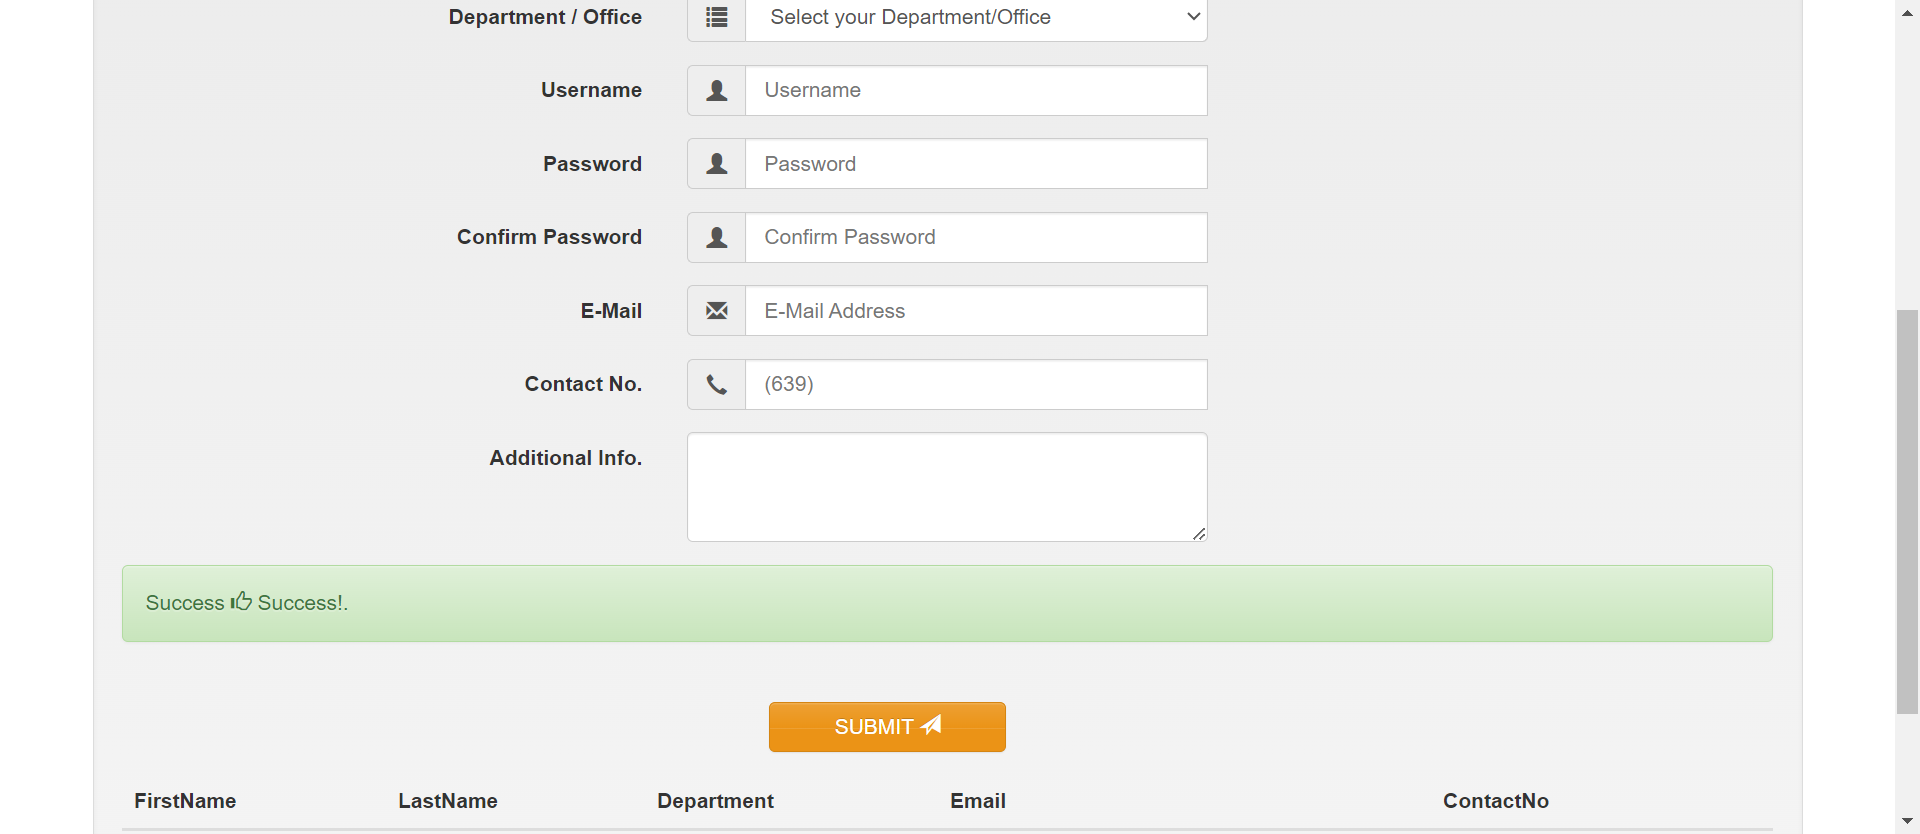 Department / Office Select your Department/Office
Username Username
Password Password
Confirm Password Confirm Password
E-Mail E-Mail Address
Contact No. (639)
Additional Info.
Success Success!.
SUBMIT
FirstName LastName Department Email ContactNo